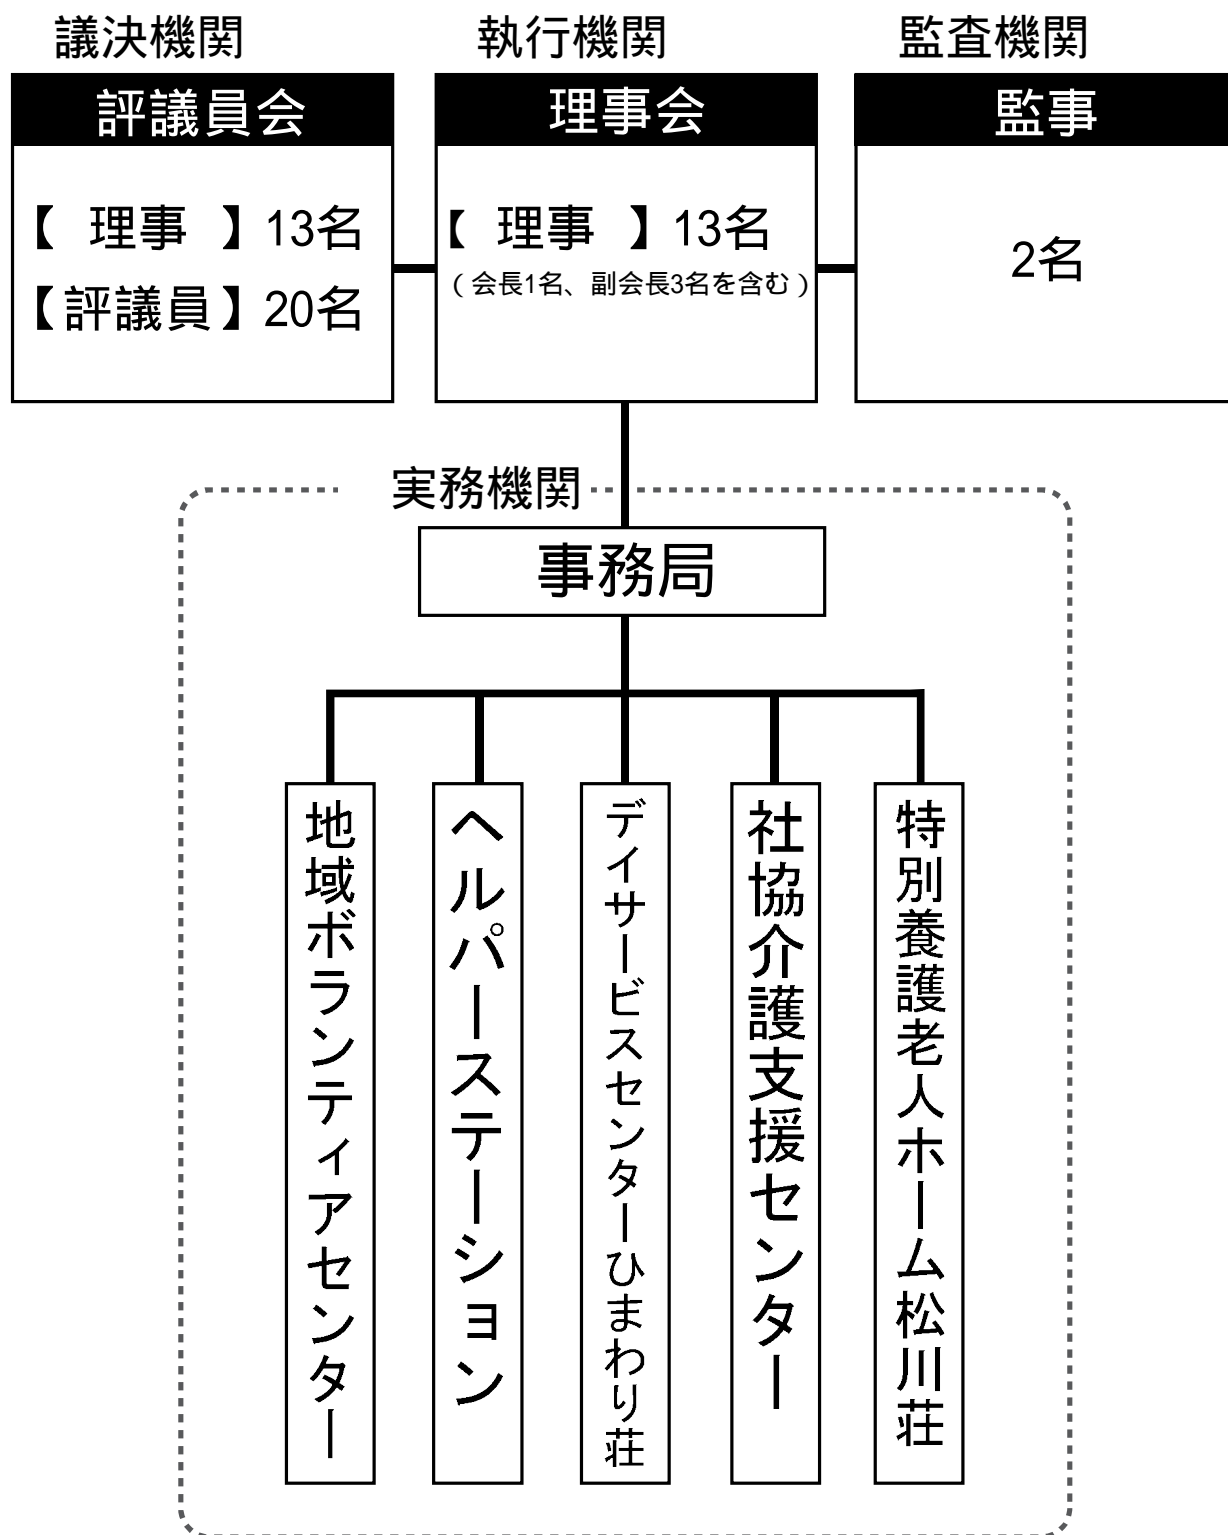 議決機関
評議員会
【 理事 】13名
【評議員】20名
執行機関
理事会
【 理事 】13名
(会長1名、副会長3名を含む)
監査機関
監事
2名
実務機関
事務局
地域ボランティアセンター
ヘルパーステーション
デイサービスセンターひまわり荘
社協介護支援センター
特別養護老人ホーム松川荘